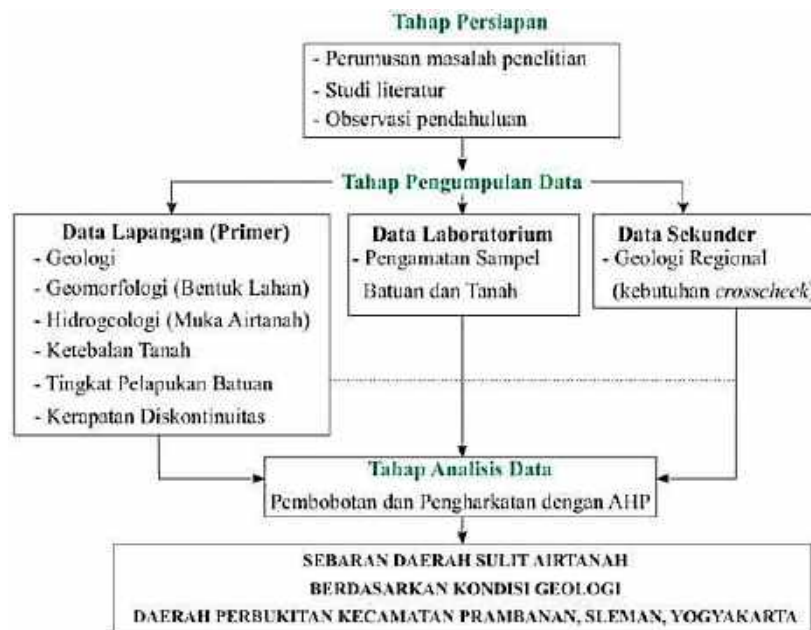 Tahap Persiapan
- Perumusan masalah penelitian
- Studi literatur
- Observasi pendahuluan
Tahap Pengumpulan Data
Data Lapangan (Primer)
- Geologi
- Geomorfologi (Bentuk Lahan)
- Hidrogeologi (Muka Airtanah)
- Ketebalan Tanah
- Tingkat Pelapukan Batuan
- Kerapatan Diskontinuitas
Data Laboratorium
- Pengamatan Sampel
Batuan dan Tanah
Data Sekunder
- Geologi Regional
(kebutuhan crosscheck)
Tahap Analisis Data
Pembobotan dan Pengharkatan dengan AHP
SEBARAN DAERAH SULIT AIRTANAH
BERDASARKAN KONDISI GEOLOGI
DAERAH PERBUKITAN KECAMATAN PRAMBANAN, SLEMAN, YOGYAKARTA